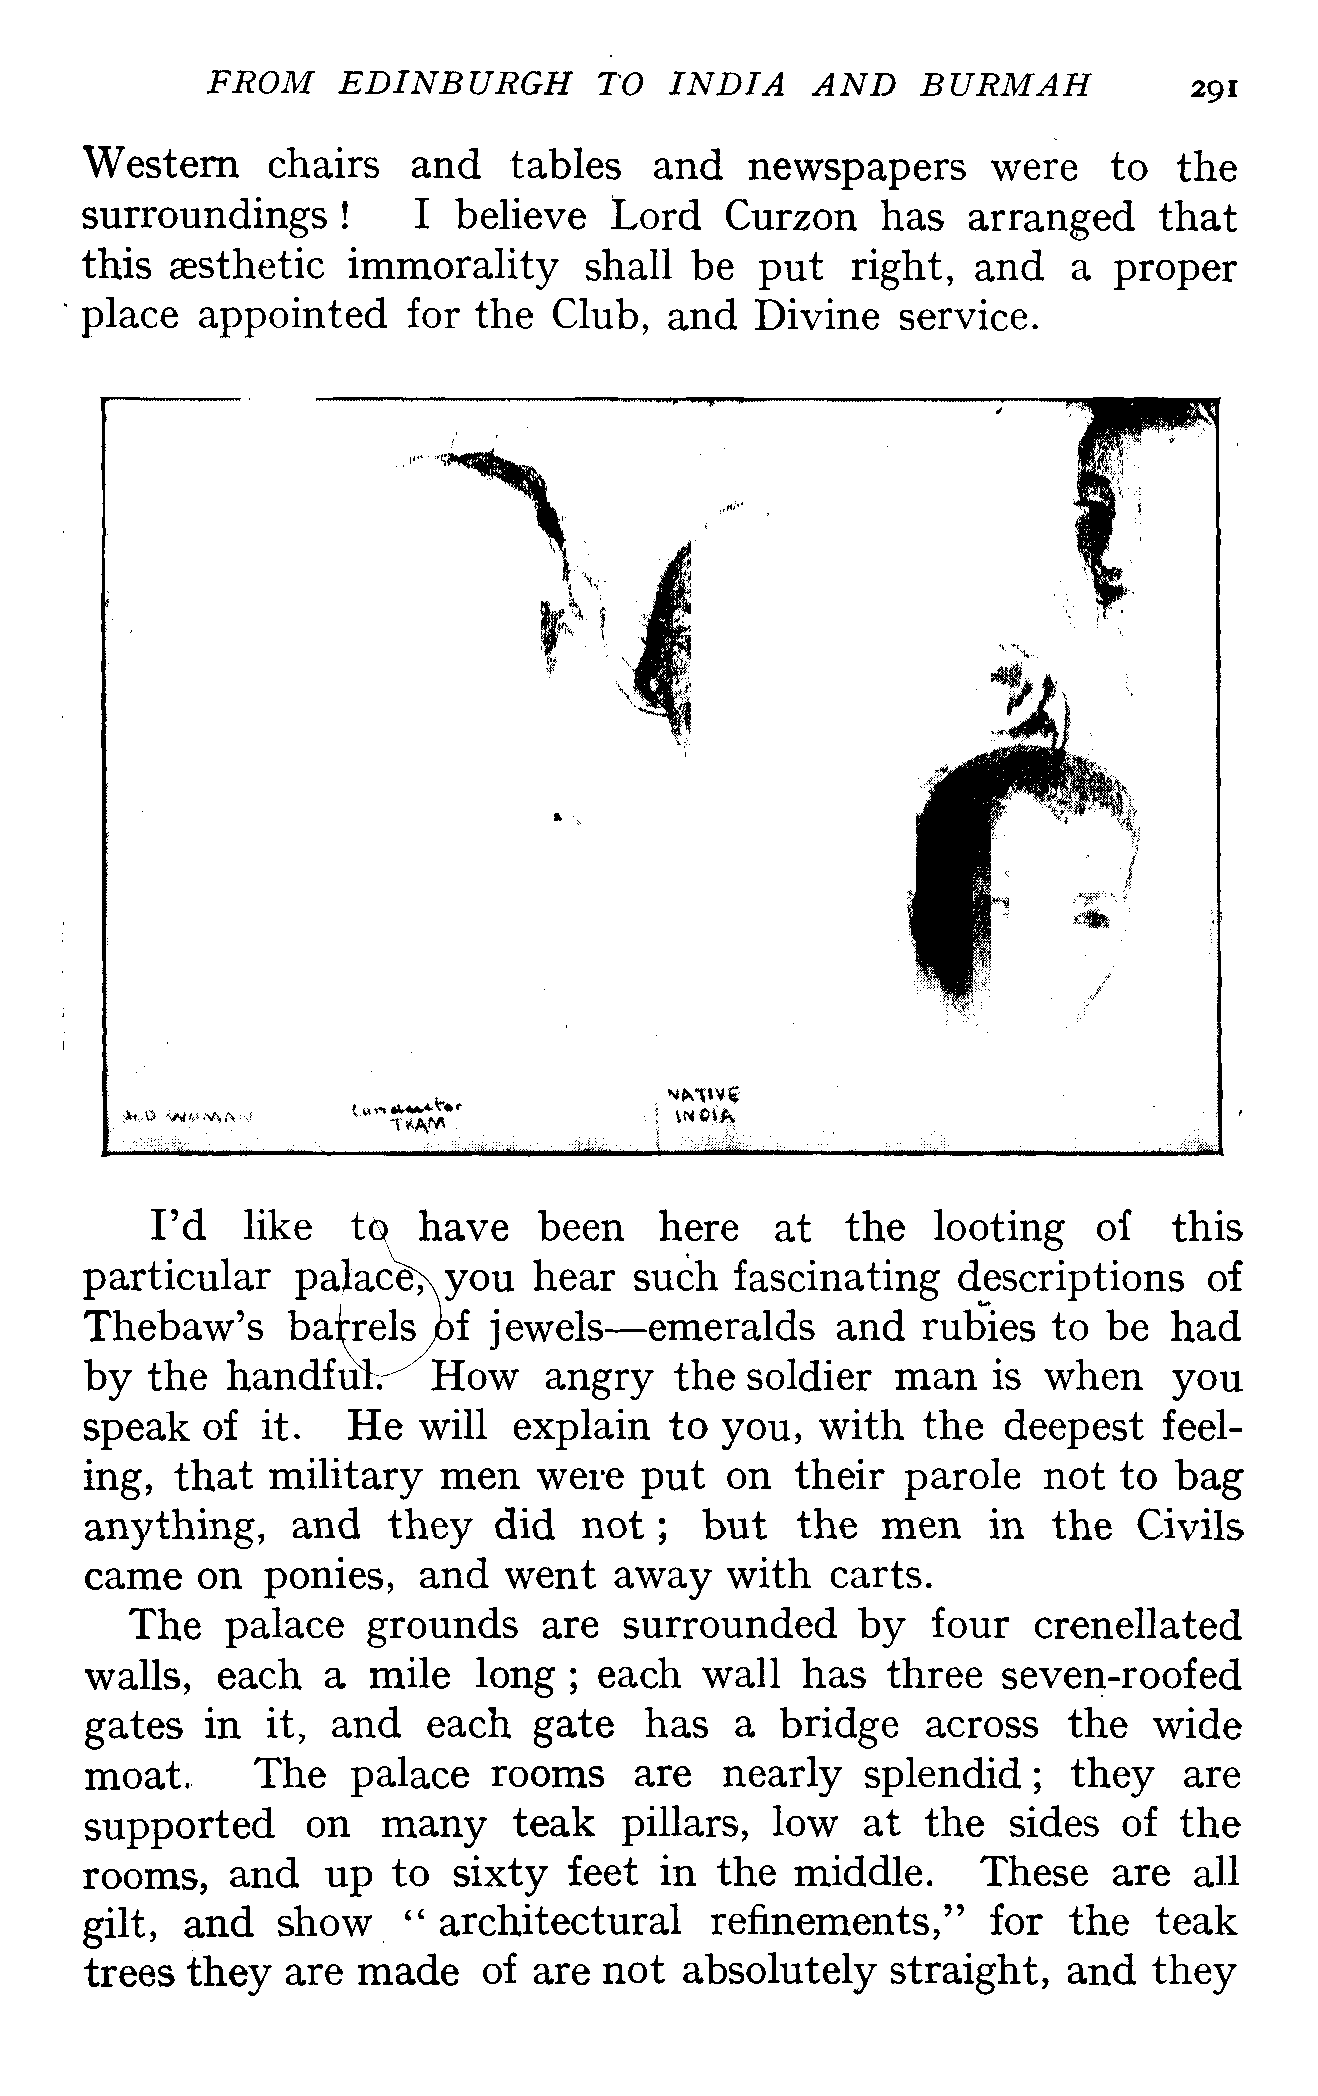 FROM EDINBURGH TO INDIA AND BURMAH 291
Western chairs and tables and newspapers were to the
surroundings ! I believe Lord Curzon has arranged that
this æsthetic immorality shall be put right, and a proper
place appointed for the Club, and Divine service.
NATIVE
INDIA
Conductor
TRAM
I'd like to have been here at the looting of this
particular palace, you hear such fascinating descriptions of
Thebaw's barrels of jewels—emeralds and rubies to be had
by the handful. How angry the soldier man is when you
speak of it. He will explain to you, with the deepest feel-
ing, that military men were put on their parole not to bag
anything, and they did not ; but the men in the Civils
came on ponies, and went away with carts.
The palace grounds are surrounded by four crenellated
walls, each a mile long ; each wall has three seven-roofed
gates in it, and each gate has a bridge across the wide
moat. The palace rooms are nearly splendid ; they are
supported on many teak pillars, low at the sides of the
rooms, and up to sixty feet in the middle. These are all
gilt, and show “ architectural refinements,” for the teak
trees they are made of are not absolutely straight, and they